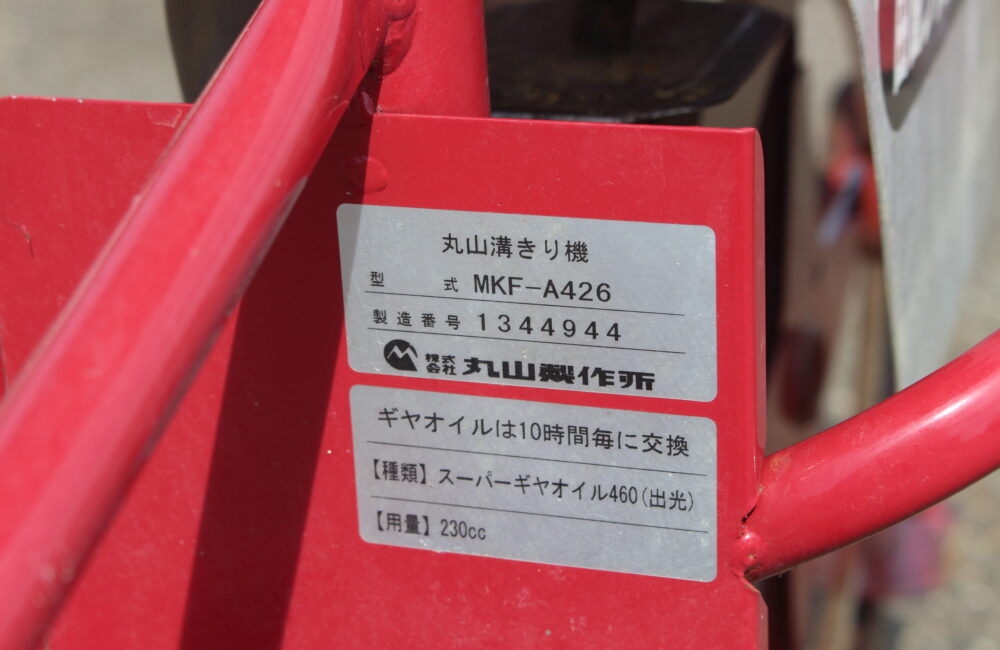 丸山溝きり機
型 式 MKF-A426
製造番号 1344944
株式会社 丸山製作所
ギヤオイルは10時間毎に交換
【種類】スーパーギヤオイル460(出光)
【用量】230cc